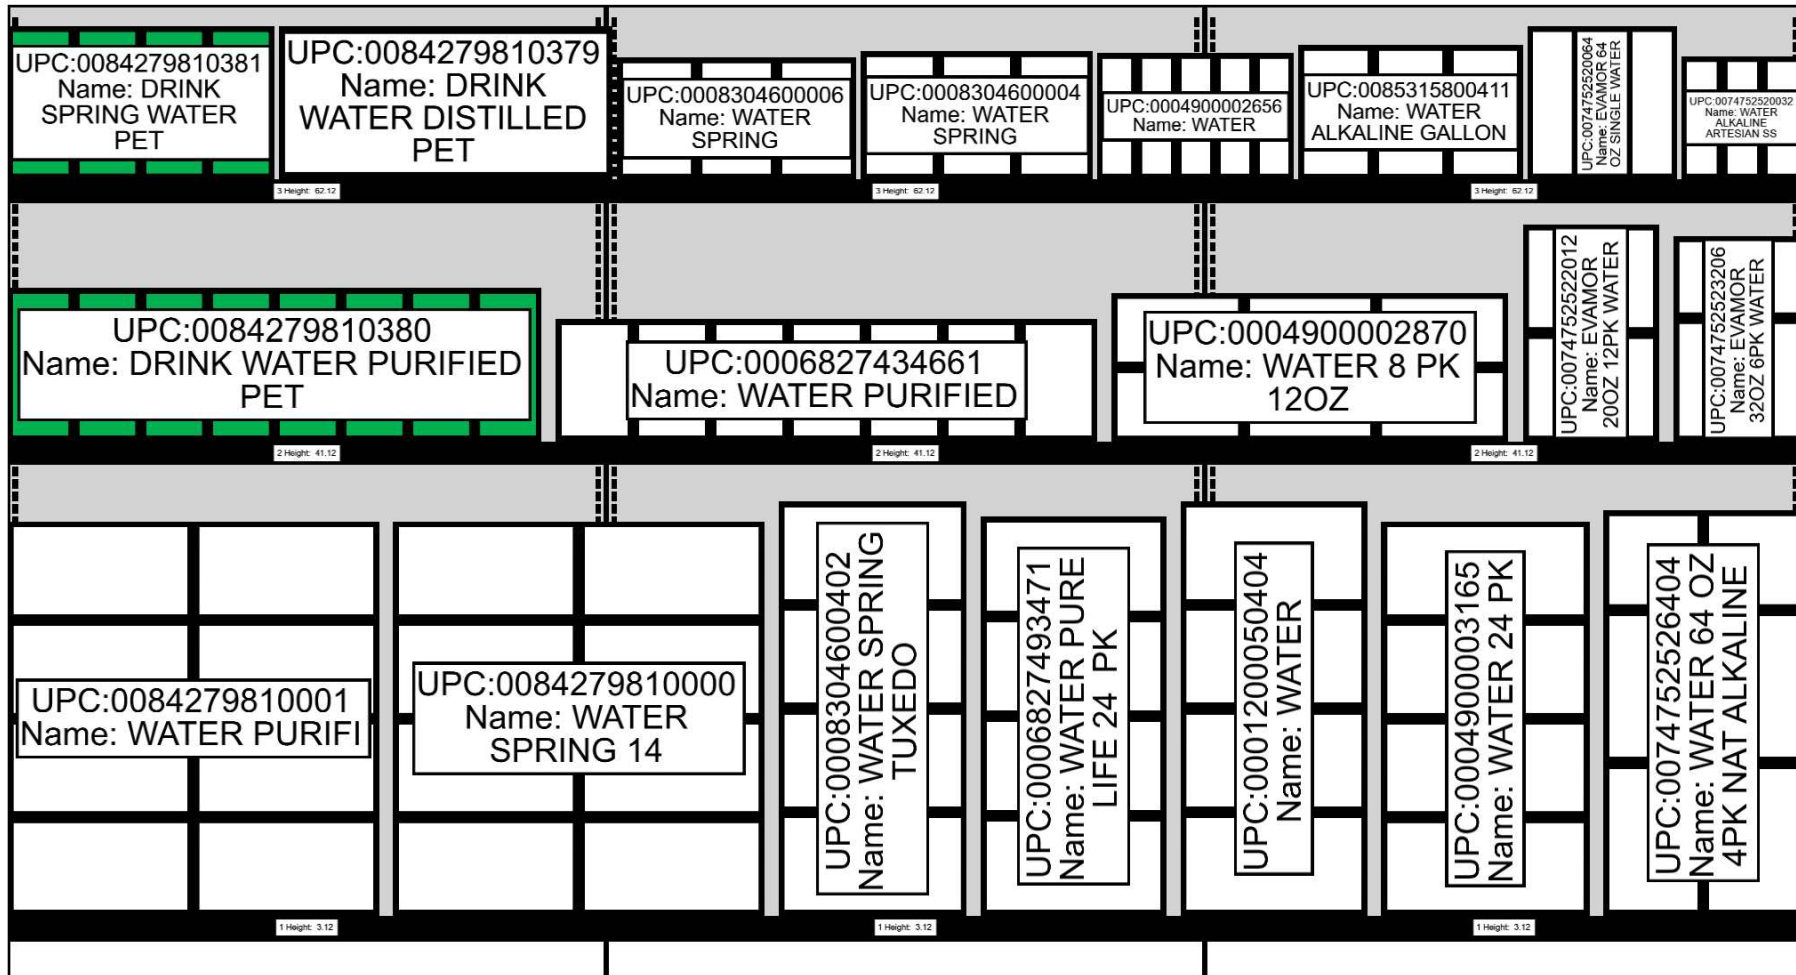 UPC:0084279810381
Name: DRINK
SPRING WATER
PET
UPC:0084279810379
Name: DRINK
WATER DISTILLED
PET
UPC:0008304600006
Name: WATER
SPRING
UPC:0008304600004
Name: WATER
SPRING
UPC:0004900002656
Name: WATER
UPC:0085315800411
Name: WATER
ALKALINE GALLON
UPC:0074752520064
Name: EVAMOR 64
OZ SINGLE WATER
UPC:0074752520032
Name: WATER
ALKALINE
ARTESIAN SS
3 Height: 62.12
3 Height: 62.12
3 Height: 62.12
UPC:0084279810380
Name: DRINK WATER PURIFIED
PET
UPC:0006827434661
Name: WATER PURIFIED
UPC:0004900002870
Name: WATER 8 PK
12OZ
UPC:0074752522012
Name: EVAMOR
20OZ 12PK WATER
UPC:0074752523206
Name: EVAMOR
32OZ 6PK WATER
2 Height: 41.12
2 Height: 41.12
2 Height: 41.12
UPC:0084279810001
Name: WATER PURIFI
UPC:0084279810000
Name: WATER
SPRING 14
UPC:0008304600402
Name: WATER SPRING
TUXEDO
UPC:0006827493471
Name: WATER PURE
LIFE 24 PK
UPC:0001200050404
Name: WATER
UPC:0004900003165
Name: WATER 24 PK
UPC:0074752526404
Name: WATER 64 OZ
4PK NAT ALKALINE
1 Height: 3.12
1 Height: 3.12
1 Height: 3.12